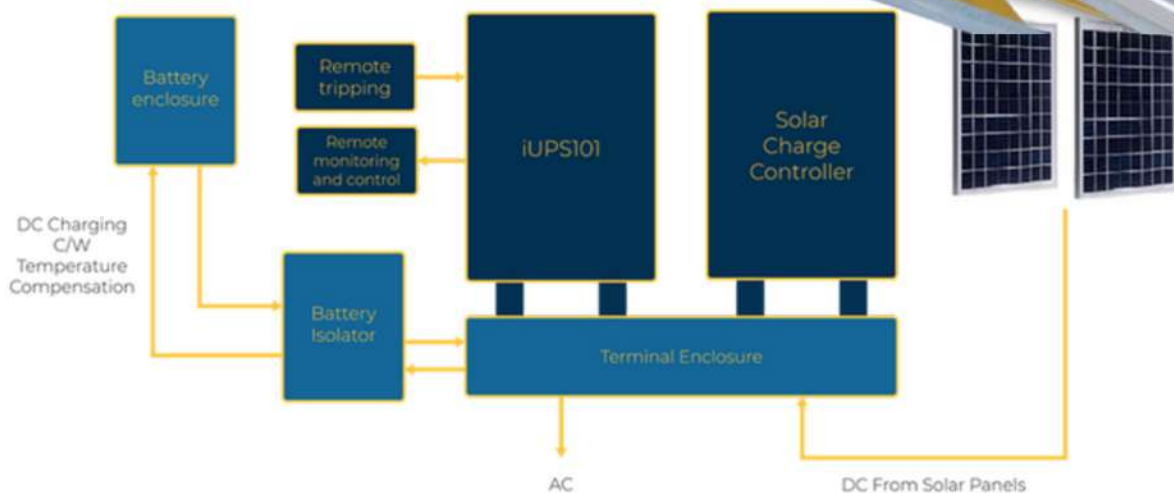 Battery
enclosure
Remote
tripping
Remote
monitoring
and control
iUPS101
Solar
Charge
Controller
DC Charging
C/W
Temperature
Compensation
Battery
Isolator
Terminal Enclosure
AC
DC From Solar Panels